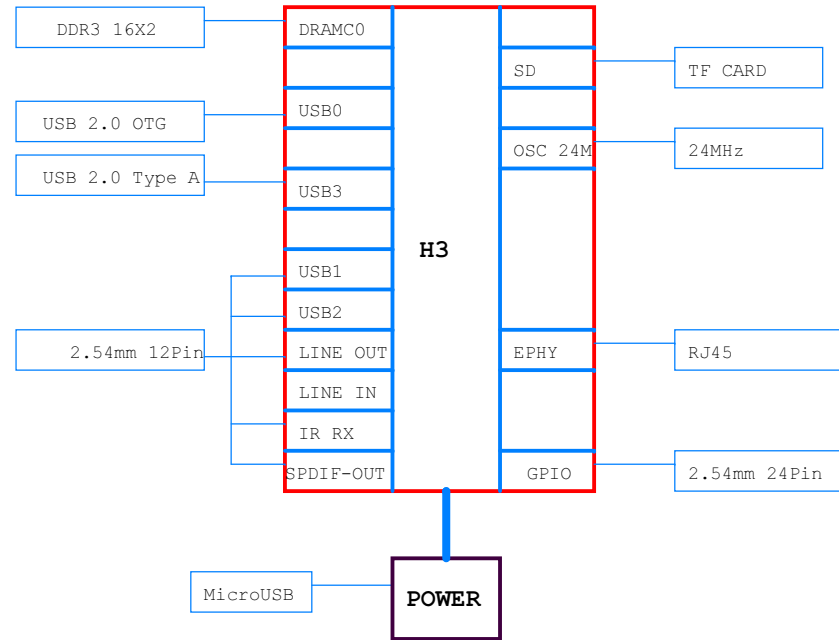 DDR3 16X2
DRAMC0
SD
TF CARD
USB 2.0 OTG
USB0
OSC 24M
24MHz
USB 2.0 Type A
USB3
H3
USB1
USB2
2.54mm 12Pin
LINE OUT
EPHY
RJ45
LINE IN
IR RX
SPDIF-OUT
GPIO
2.54mm 24Pin
MicroUSB
POWER